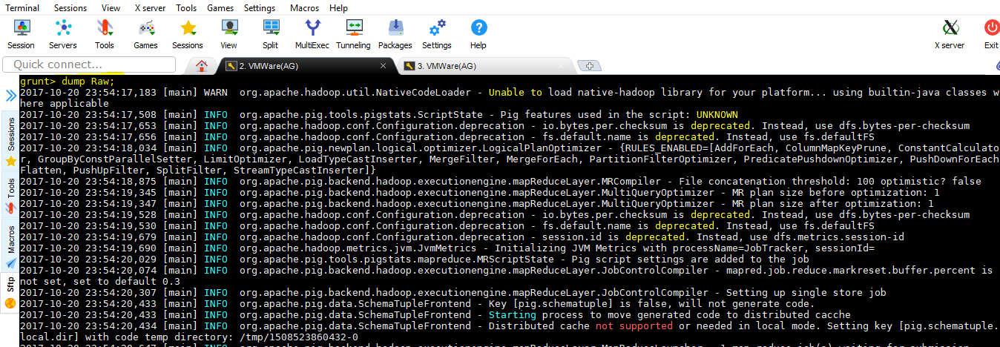 Terminal Sessions View X server Tools Games Settings Macros Help
Session Servers Tools Games Sessions View Split MultiExec Tunneling Packages Settings Help X server Exit
Quick connect... 2. VMWare(AG) 3. VMWare(AG)
Sessions
Tools
Macros
Sftp
grunt> dump Raw;
2017-10-20 23:54:17,183 [main] WARN  org.apache.hadoop.util.NativeCodeLoader - Unable to load native-hadoop library for your platform... using builtin-java classes w
here applicable
2017-10-20 23:54:17,508 [main] INFO  org.apache.pig.tools.pigstats.ScriptState - Pig features used in the script: UNKNOWN
2017-10-20 23:54:17,653 [main] INFO  org.apache.hadoop.conf.Configuration.deprecation - io.bytes.per.checksum is deprecated. Instead, use dfs.bytes-per-checksum
2017-10-20 23:54:17,656 [main] INFO  org.apache.hadoop.conf.Configuration.deprecation - fs.default.name is deprecated. Instead, use fs.defaultFS
2017-10-20 23:54:18,034 [main] INFO  org.apache.pig.newplan.logical.optimizer.LogicalPlanOptimizer - {RULES_ENABLED=[AddForEach, ColumnMapKeyPrune, ConstantCalculato
r, GroupByConstParallelSetter, LimitOptimizer, LoadTypeCastInserter, MergeFilter, MergeForEach, PartitionFilterOptimizer, PredicatePushdownOptimizer, PushDownForEach
Flatten, PushUpFilter, SplitFilter, StreamTypeCastInserter]}
2017-10-20 23:54:18,875 [main] INFO  org.apache.pig.backend.hadoop.executionengine.mapReduceLayer.MRCompiler - File concatenation threshold: 100 optimistic? false
2017-10-20 23:54:19,345 [main] INFO  org.apache.pig.backend.hadoop.executionengine.mapReduceLayer.MultiQueryOptimizer - MR plan size before optimization: 1
2017-10-20 23:54:19,347 [main] INFO  org.apache.pig.backend.hadoop.executionengine.mapReduceLayer.MultiQueryOptimizer - MR plan size after optimization: 1
2017-10-20 23:54:19,528 [main] INFO  org.apache.hadoop.conf.Configuration.deprecation - io.bytes.per.checksum is deprecated. Instead, use dfs.bytes-per-checksum
2017-10-20 23:54:19,530 [main] INFO  org.apache.hadoop.conf.Configuration.deprecation - fs.default.name is deprecated. Instead, use fs.defaultFS
2017-10-20 23:54:19,679 [main] INFO  org.apache.hadoop.conf.Configuration.deprecation - session.id is deprecated. Instead, use dfs.metrics.session-id
2017-10-20 23:54:19,690 [main] INFO  org.apache.hadoop.metrics.jvm.JvmMetrics - Initializing JVM Metrics with processName=JobTracker, sessionId=
2017-10-20 23:54:20,029 [main] INFO  org.apache.pig.tools.pigstats.mapreduce.MRScriptState - Pig script settings are added to the job
2017-10-20 23:54:20,074 [main] INFO  org.apache.pig.backend.hadoop.executionengine.mapReduceLayer.JobControlCompiler - mapred.job.reduce.markreset.buffer.percent is
not set, set to default 0.3
2017-10-20 23:54:20,307 [main] INFO  org.apache.pig.backend.hadoop.executionengine.mapReduceLayer.JobControlCompiler - Setting up single store job
2017-10-20 23:54:20,433 [main] INFO  org.apache.pig.data.SchemaTupleFrontend - Key [pig.schematuple] is false, will not generate code.
2017-10-20 23:54:20,433 [main] INFO  org.apache.pig.data.SchemaTupleFrontend - Starting process to move generated code to distributed cacche
2017-10-20 23:54:20,434 [main] INFO  org.apache.pig.data.SchemaTupleFrontend - Distributed cache not supported or needed in local mode. Setting key [pig.schematuple.
local.dir] with code temp directory: /tmp/1508523860432-0